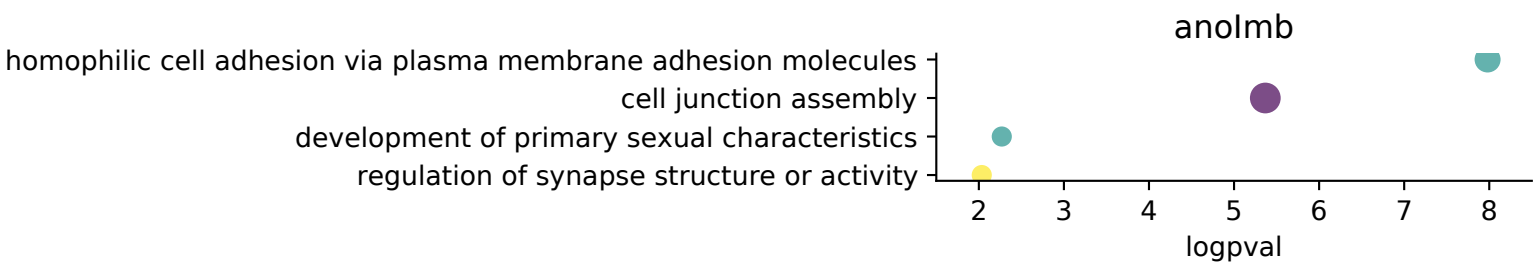 anolmb
homophilic cell adhesion via plasma membrane adhesion molecules
cell junction assembly
development of primary sexual characteristics
regulation of synapse structure or activity
2 3 4 5 6 7 8
logpval